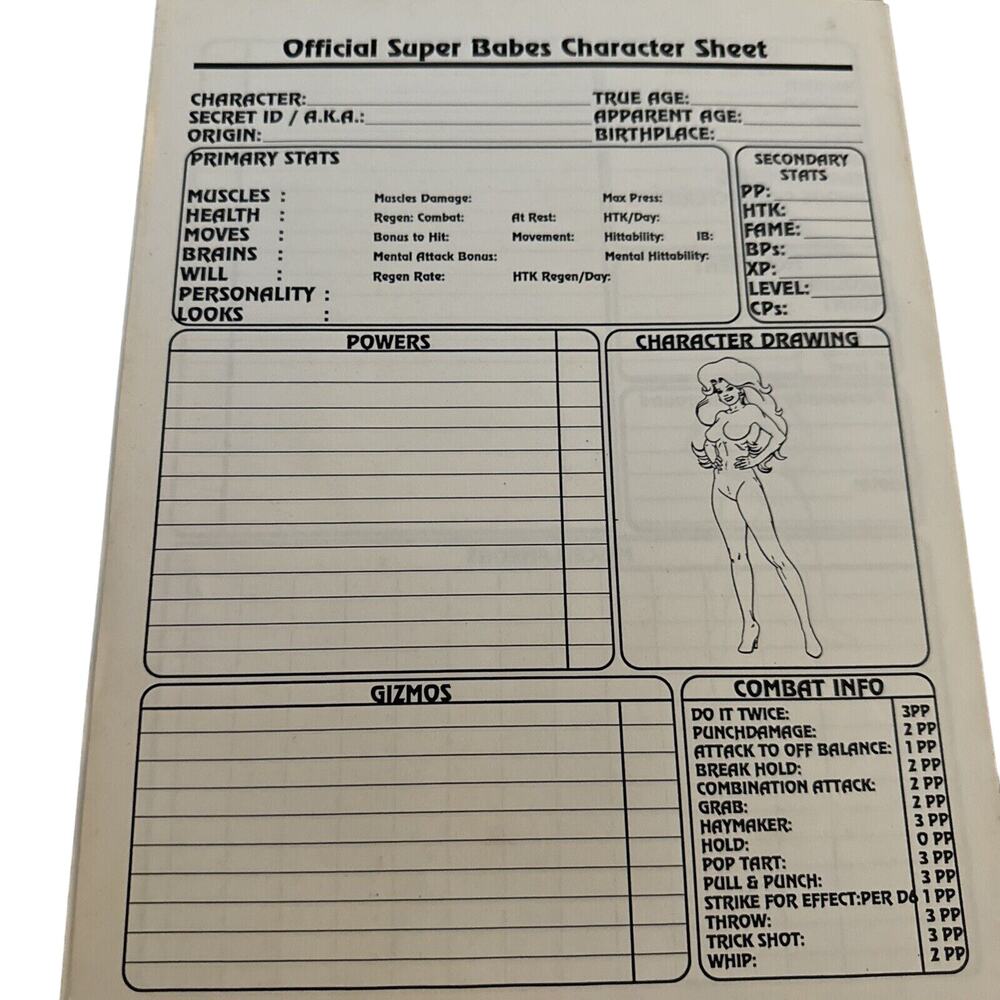 Official Super Babes Character Sheet
CHARACTER: TRUE AGE:
SECRET ID / A.K.A.: APPARENT AGE:
ORIGIN: BIRTHPLACE:
PRIMARY STATS
MUSCLES : Muscles Damage: Max Press:
HEALTH : Regen: Combat: At Rest: HTK/Day:
MOVES : Bonus to Hit: Movement: Hittability: IB:
BRAINS : Mental Attack Bonus: Mental Hittability:
WILL : Regen Rate: HTK Regen/Day:
PERSONALITY :
LOOKS :
SECONDARY
STATS
PP:
HTK:
FAME:
BPs:
XP:
LEVEL:
CPs:
POWERS
CHARACTER DRAWING
GIZMOS
COMBAT INFO
DO IT TWICE: 3PP
PUNCHDAMAGE: 2 PP
ATTACK TO OFF BALANCE: 1 PP
BREAK HOLD: 2 PP
COMBINATION ATTACK: 2 PP
GRAB: 2 PP
HAYMAKER: 3 PP
HOLD: 0 PP
POP TART: 3 PP
PULL & PUNCH: 3 PP
STRIKE FOR EFFECT:PER D6 1 PP
THROW: 3 PP
TRICK SHOT: 3 PP
WHIP: 2 PP